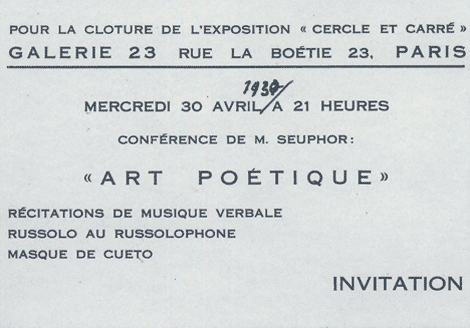 POUR LA CLOTURE DE L'EXPOSITION « CERCLE ET CARRÉ »
GALERIE 23 RUE LA BOÉTIE 23, PARIS
1930
MERCREDI 30 AVRIL A 21 HEURES
CONFÉRENCE DE M. SEUPHOR:
« ART POÉTIQUE »
RÉCITATIONS DE MUSIQUE VERBALE
RUSSOLO AU RUSSOLOPHONE
MASQUE DE CUETO
INVITATION